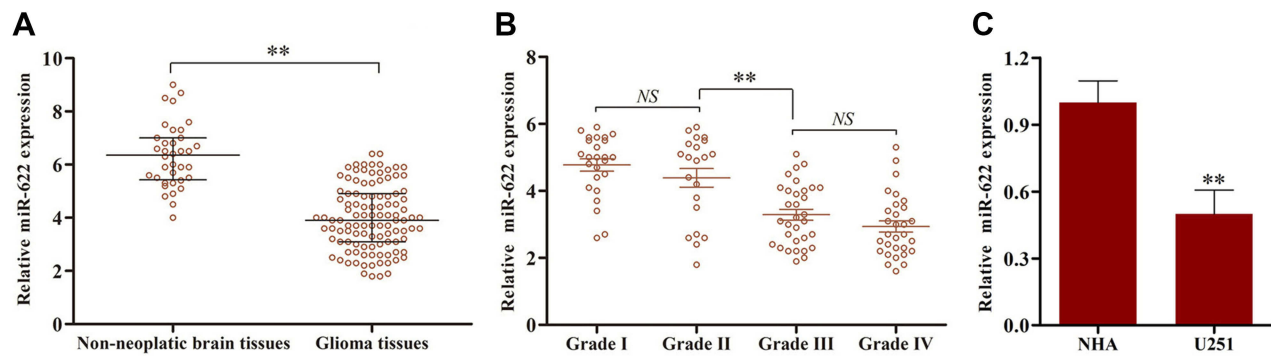 A
Relative miR-622 expression
10
8
6
4
2
0
**
Non-neoplatic brain tissues
Glioma tissues
B
Relative miR-622 expression
8
6
4
2
0
NS
**
NS
Grade I
Grade II
Grade III
Grade IV
C
Relative miR-622 expression
1.2
0.9
0.6
0.3
0.0
**
NHA
U251